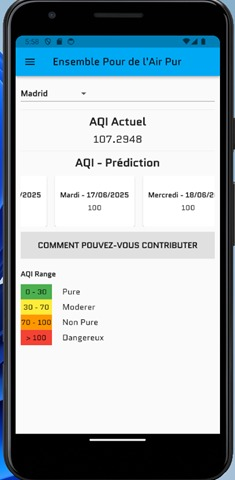 5:56
Ensemble Pour de l'Air Pur
Madrid
AQI Actuel
107.2948
AQI - Prédiction
/2025
Mardi - 17/06/2025
100
Mercredi - 18/06/2
100
COMMENT POUVEZ-VOUS CONTRIBUTER
AQI Range
0 - 30 Pure
30 - 70 Moderer
70 - 100 Non Pure
> 100 Dangereux